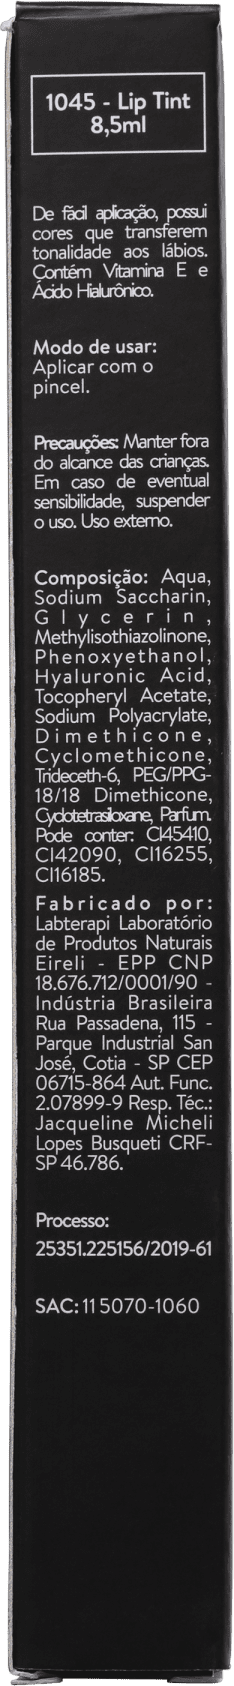 1045 - Lip Tint
8,5ml
De fácil aplicação, possui
cores que transferem
tonalidade aos lábios.
Contém Vitamina E e
Ácido Hialurônico.
Modo de usar:
Aplicar com o
pincel.
Precauções: Manter fora
do alcance das crianças.
Em caso de eventual
sensibilidade, suspender
o uso. Uso externo.
Composição: Aqua,
Sodium Saccharin,
Glycerin,
Methylisothiazolinone,
Phenoxyethanol,
Hyaluronic Acid,
Tocopheryl Acetate,
Sodium Polyacrylate,
Dimethicone,
Cyclomethicone,
Trideceth-6, PEG/PPG-
18/18 Dimethicone,
Cyclotetrasiloxane, Parfum.
Pode conter: CI45410,
CI42090, CI16255,
CI16185.
Fabricado por:
Labterapi Laboratório
de Produtos Naturais
Eireli - EPP CNP
18.676.712/0001/90 -
Indústria Brasileira
Rua Passadena, 115 -
Parque Industrial San
José, Cotia - SP CEP
06715-864 Aut. Func.
2.07899-9 Resp. Téc.:
Jacqueline Micheli
Lopes Busqueti CRF-
SP 46.786.
Processo:
25351.225156/2019-61
SAC: 11 5070-1060